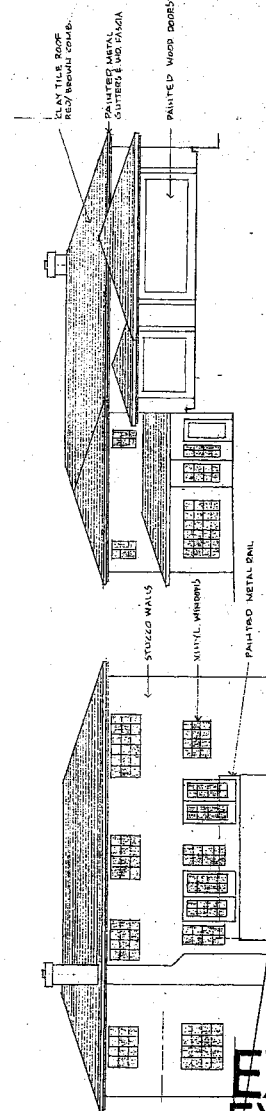 CLAY TILE ROOF
RED/BROWN COMB.
PAINTED METAL
GUTTERS & WD. FASCIA
PAINTED WOOD DOORS
STUCCO WALLS
VINYL WINDOWS
PAINTED METAL RAIL